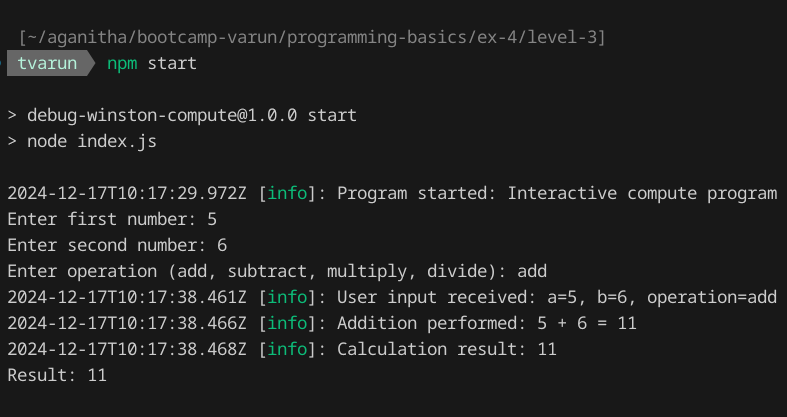 [~/aganitha/bootcamp-varun/programming-basics/ex-4/level-3]
tvarun npm start
> debug-winston-compute@1.0.0 start
> node index.js
2024-12-17T10:17:29.972Z [info]: Program started: Interactive compute program
Enter first number: 5
Enter second number: 6
Enter operation (add, subtract, multiply, divide): add
2024-12-17T10:17:38.461Z [info]: User input received: a=5, b=6, operation=add
2024-12-17T10:17:38.466Z [info]: Addition performed: 5 + 6 = 11
2024-12-17T10:17:38.468Z [info]: Calculation result: 11
Result: 11